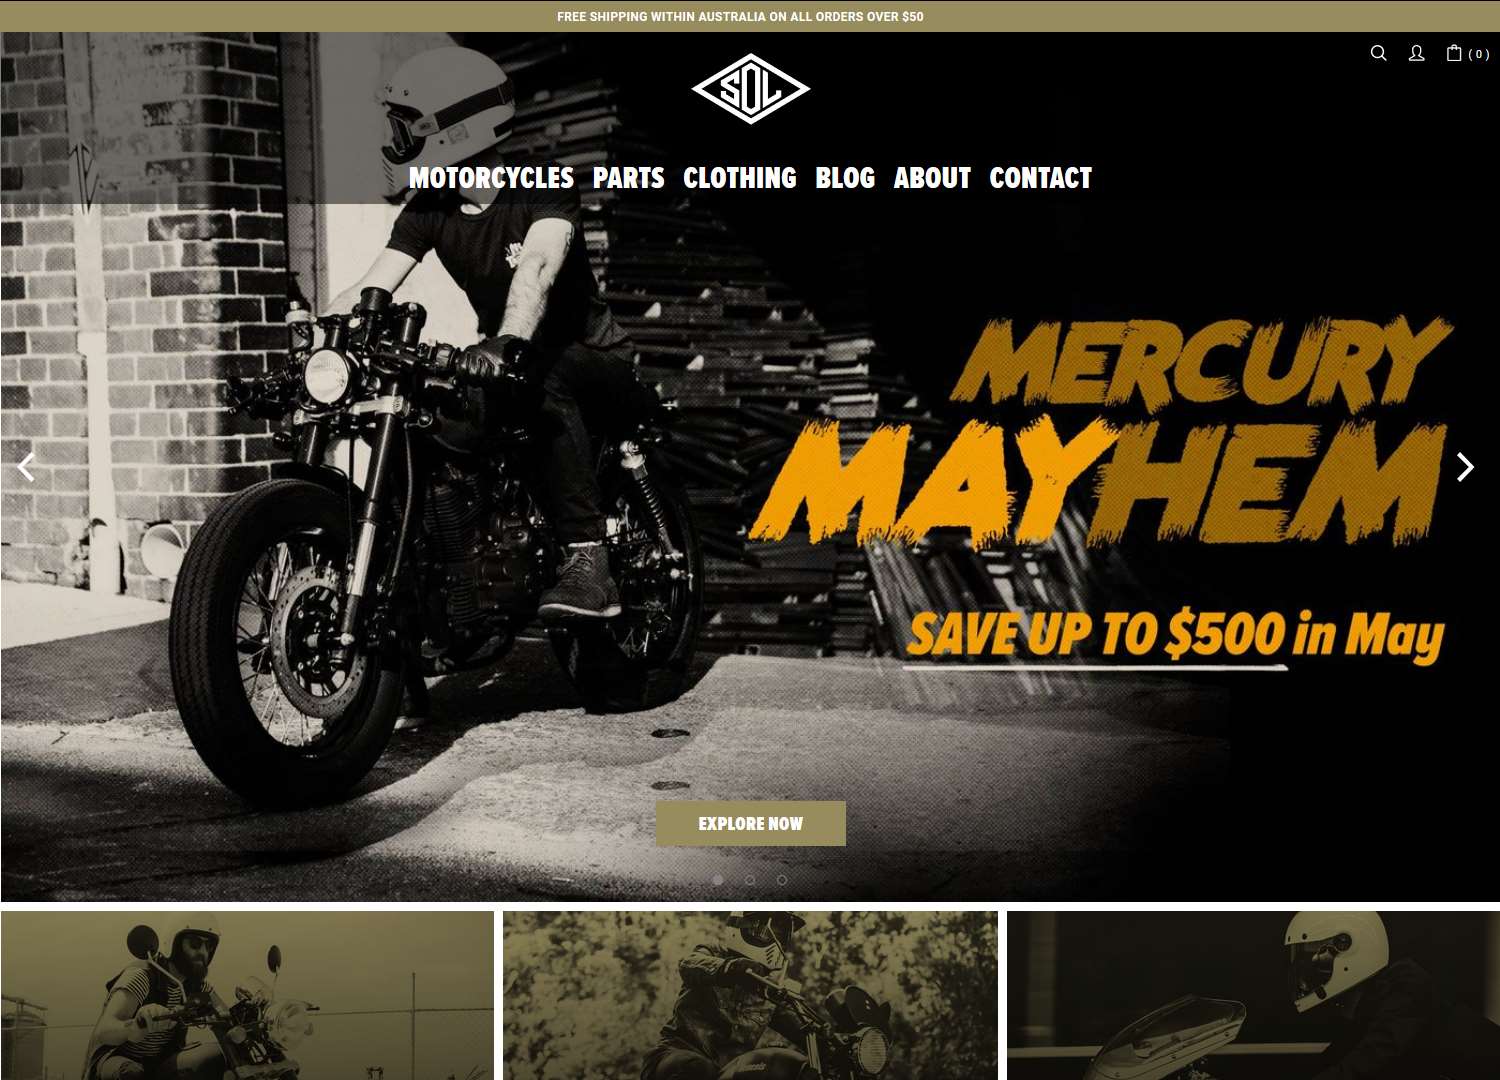 FREE SHIPPING WITHIN AUSTRALIA ON ALL ORDERS OVER $50
( 0 )
SOL
MOTORCYCLES PARTS CLOTHING BLOG ABOUT CONTACT
MERCURY
MAYHEM
SAVE UP TO $500 in May
EXPLORE NOW